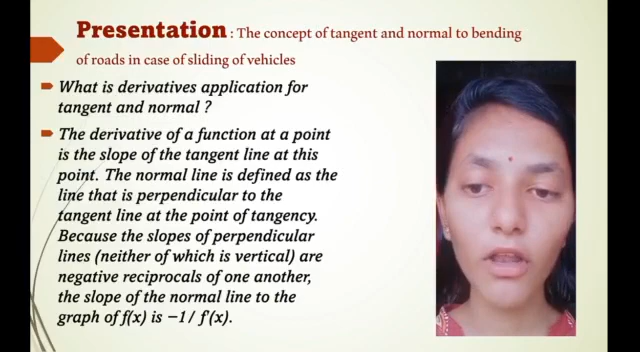 Presentation : The concept of tangent and normal to bending
of roads in case of sliding of vehicles
What is derivatives application for
tangent and normal ?
The derivative of a function at a point
is the slope of the tangent line at this
point. The normal line is defined as the
line that is perpendicular to the
tangent line at the point of tangency.
Because the slopes of perpendicular
lines (neither of which is vertical) are
negative reciprocals of one another,
the slope of the normal line to the
graph of f(x) is −1/ f′(x).